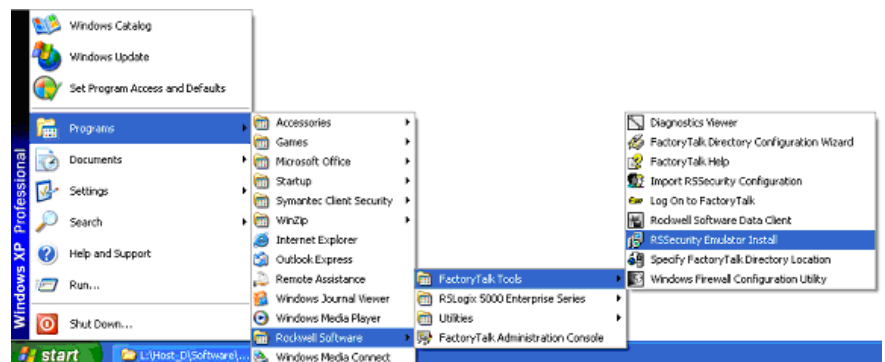 Windows Catalog
Windows Update
Set Program Access and Defaults
Programs
Documents
Settings
Search
Help and Support
Run...
Shut Down...
Windows XP Professional
start
L:\Host_D\Software\...
Accessories
Games
Microsoft Office
Startup
Symantec Client Security
WinZip
Internet Explorer
Outlook Express
Remote Assistance
Windows Journal Viewer
Windows Media Player
Rockwell Software
Windows Media Connect
FactoryTalk Tools
RSLogix 5000 Enterprise Series
Utilities
FactoryTalk Administration Console
Diagnostics Viewer
FactoryTalk Directory Configuration Wizard
FactoryTalk Help
Import RSSecurity Configuration
Log On to FactoryTalk
Rockwell Software Data Client
RSSecurity Emulator Install
Specify FactoryTalk Directory Location
Windows Firewall Configuration Utility